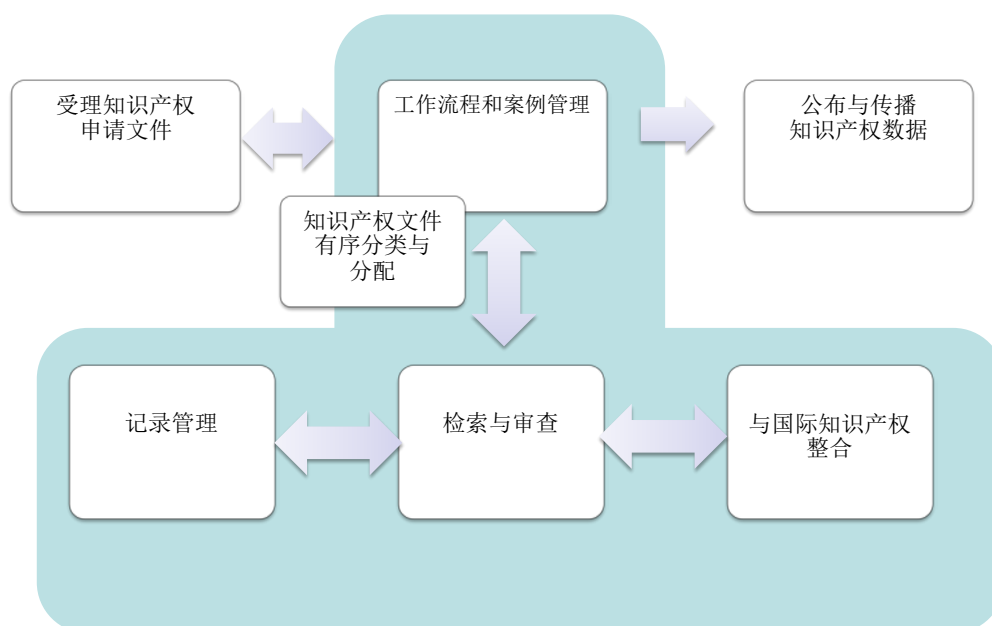 受理知识产权
申请文件
工作流程和案例管理
公布与传播
知识产权数据
知识产权文件
有序分类与
分配
记录管理
检索与审查
与国际知识产权
整合